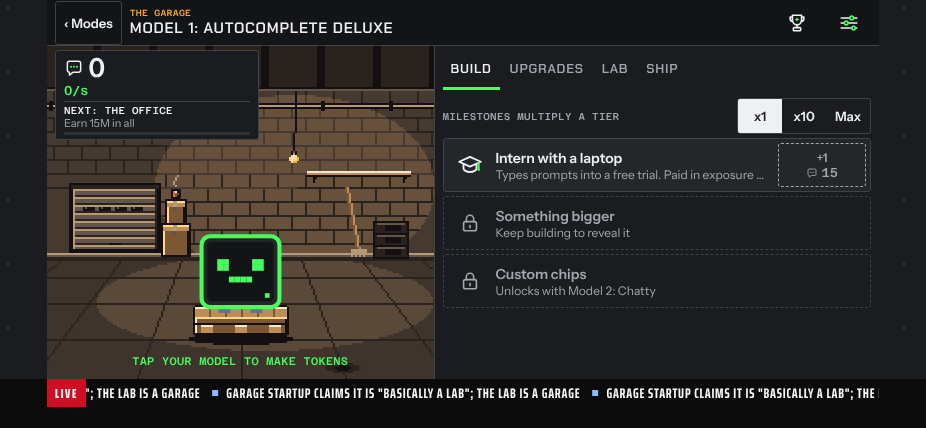 ‹ Modes
THE GARAGE
MODEL 1: AUTOCOMPLETE DELUXE
0
0/s
NEXT: THE OFFICE
Earn 15M in all
TAP YOUR MODEL TO MAKE TOKENS
BUILD UPGRADES LAB SHIP
MILESTONES MULTIPLY A TIER
x1 x10 Max
Intern with a laptop
Types prompts into a free trial. Paid in exposure ...
+1
15
Something bigger
Keep building to reveal it
Custom chips
Unlocks with Model 2: Chatty
LIVE "; THE LAB IS A GARAGE ■ GARAGE STARTUP CLAIMS IT IS "BASICALLY A LAB"; THE LAB IS A GARAGE ■ GARAGE STARTUP CLAIMS IT IS "BASICALLY A LAB"; THE